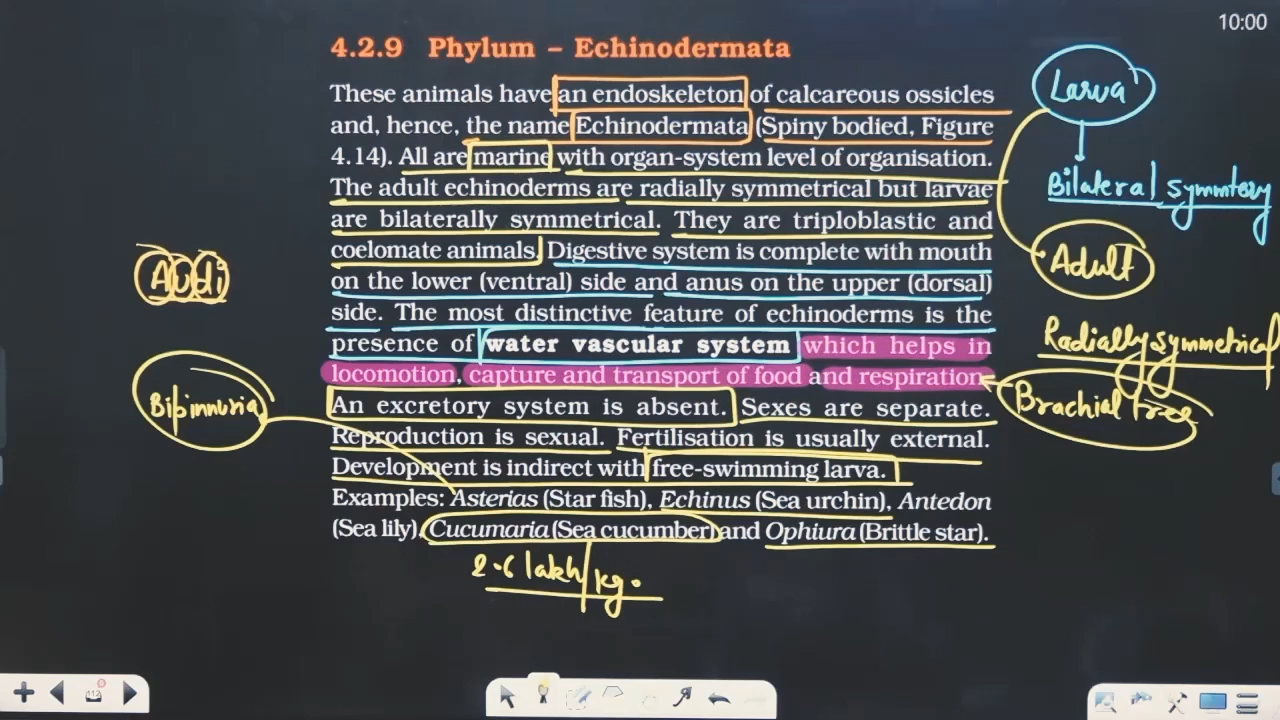 10:00
4.2.9 Phylum – Echinodermata
These animals have an endoskeleton of calcareous ossicles
and, hence, the name Echinodermata (Spiny bodied, Figure
4.14). All are marine with organ-system level of organisation.
The adult echinoderms are radially symmetrical but larvae
are bilaterally symmetrical. They are triploblastic and
coelomate animals. Digestive system is complete with mouth
on the lower (ventral) side and anus on the upper (dorsal)
side. The most distinctive feature of echinoderms is the
presence of water vascular system which helps in
locomotion, capture and transport of food and respiration.
An excretory system is absent. Sexes are separate.
Reproduction is sexual. Fertilisation is usually external.
Development is indirect with free-swimming larva.
Examples: Asterias (Star fish), Echinus (Sea urchin), Antedon
(Sea lily), Cucumaria (Sea cucumber) and Ophiura (Brittle star).
2.6 lakh/kg.
Audi
Bipinnuria
Larva
Bilateral symmtery
Adult
Radially symmetrical
Brachial tree
412